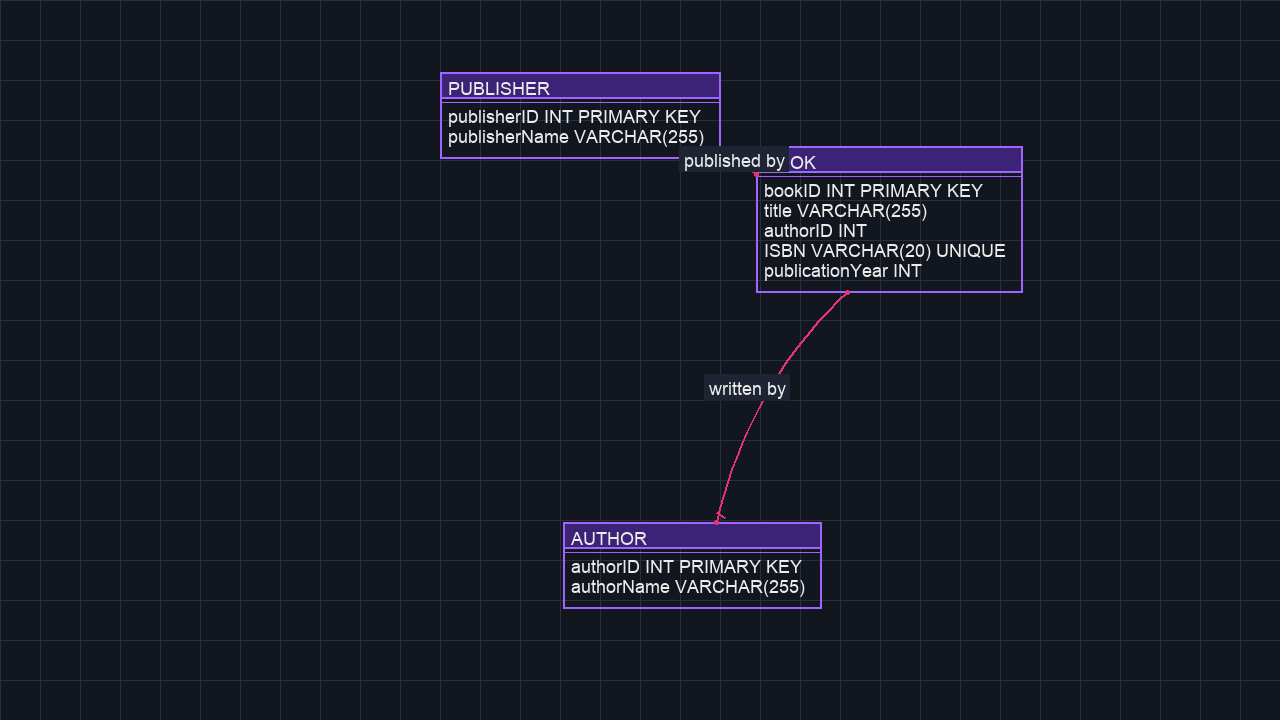 PUBLISHER
publisherID INT PRIMARY KEY
publisherName VARCHAR(255)
published by
OK
bookID INT PRIMARY KEY
title VARCHAR(255)
authorID INT
ISBN VARCHAR(20) UNIQUE
publicationYear INT
written by
AUTHOR
authorID INT PRIMARY KEY
authorName VARCHAR(255)